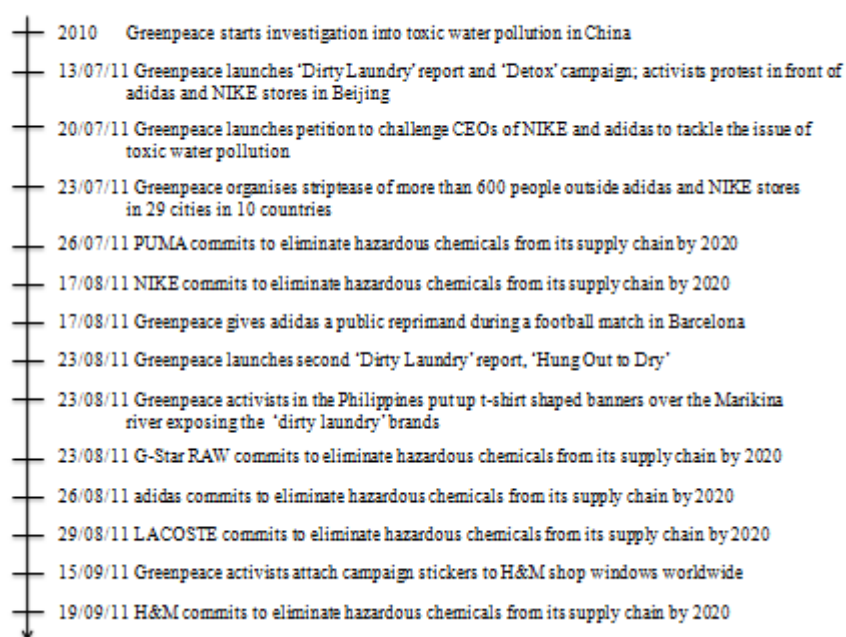 2010 Greenpeace starts investigation into toxic water pollution in China
13/07/11 Greenpeace launches ‘Dirty Laundry’ report and ‘Detox’ campaign; activists protest in front of
adidas and NIKE stores in Beijing
20/07/11 Greenpeace launches petition to challenge CEOs of NIKE and adidas to tackle the issue of
toxic water pollution
23/07/11 Greenpeace organises striptease of more than 600 people outside adidas and NIKE stores
in 29 cities in 10 countries
26/07/11 PUMA commits to eliminate hazardous chemicals from its supply chain by 2020
17/08/11 NIKE commits to eliminate hazardous chemicals from its supply chain by 2020
17/08/11 Greenpeace gives adidas a public reprimand during a football match in Barcelona
23/08/11 Greenpeace launches second ‘Dirty Laundry’ report, ‘Hung Out to Dry’
23/08/11 Greenpeace activists in the Philippines put up t-shirt shaped banners over the Marikina
river exposing the ‘dirty laundry’ brands
23/08/11 G-Star RAW commits to eliminate hazardous chemicals from its supply chain by 2020
26/08/11 adidas commits to eliminate hazardous chemicals from its supply chain by 2020
29/08/11 LACOSTE commits to eliminate hazardous chemicals from its supply chain by 2020
15/09/11 Greenpeace activists attach campaign stickers to H&M shop windows worldwide
19/09/11 H&M commits to eliminate hazardous chemicals from its supply chain by 2020